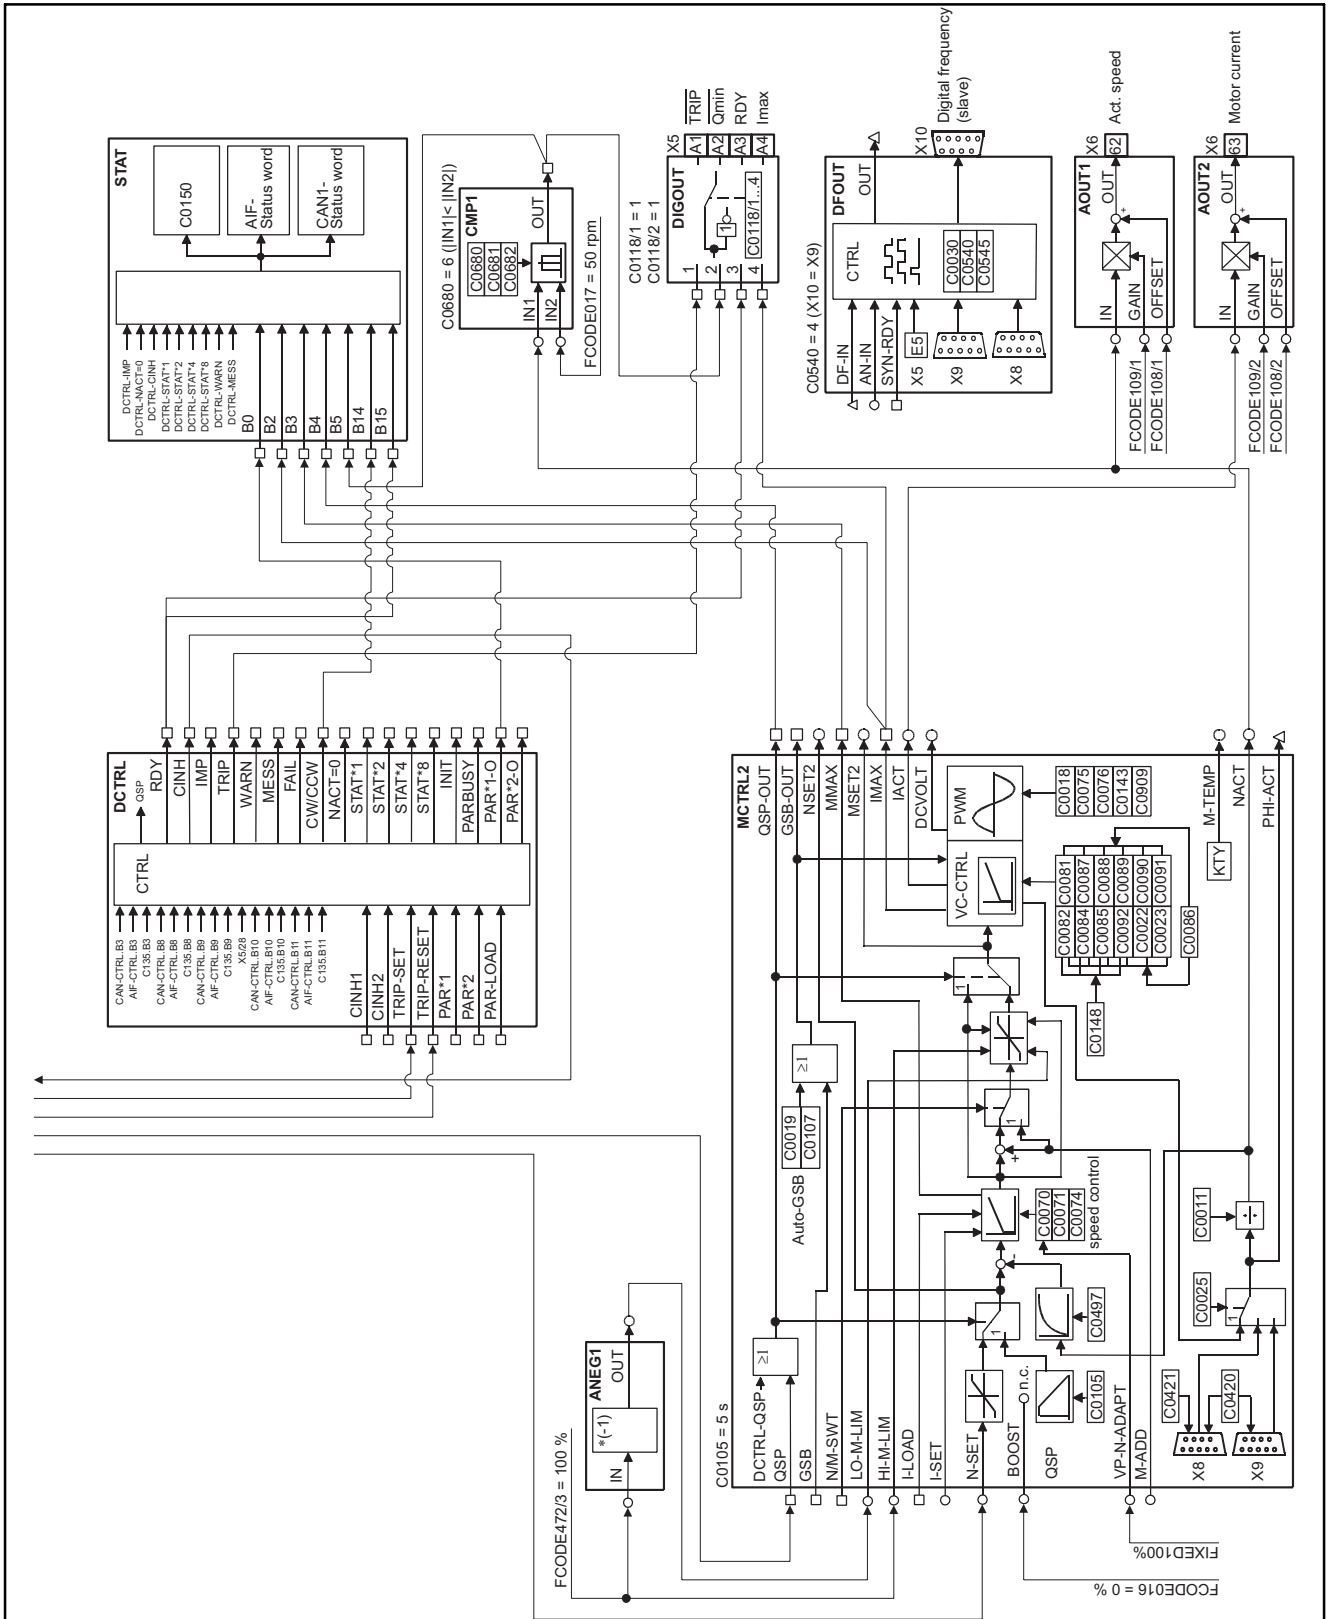 STAT
C0150
AIF-
Status word
CAN1-
Status word
DCTRL-IMP
DCTRL-NACT=0
DCTRL-CINH
DCTRL-STAT*1
DCTRL-STAT*2
DCTRL-STAT*4
DCTRL-STAT*8
DCTRL-WARN
DCTRL-MESS
B0
B2
B3
B4
B5
B14
B15
C0680 = 6 (|IN1|< |IN2|)
CMP1
C0680
C0681
C0682
OUT
IN1
IN2
FCODE017 = 50 rpm
C0118/1 = 1
C0118/2 = 1
DIGOUT
X5
A1
A2
A3
A4
TRIP
Qmin
RDY
Imax
1
2
3
4
1
C0118/1...4
C0540 = 4 (X10 = X9)
DFOUT
X10
Digital frequency
(slave)
OUT
CTRL
C0030
C0540
C0545
DF-IN
AN-IN
SYN-RDY
X5
E5
X9
X8
AOUT1
X6
62
Act. speed
OUT
+
IN
GAIN
OFFSET
FCODE109/1
FCODE108/1
AOUT2
X6
63
Motor current
OUT
+
IN
GAIN
OFFSET
FCODE109/2
FCODE108/2
DCTRL
QSP
CTRL
RDY
CINH
IMP
TRIP
WARN
MESS
FAIL
CW/CCW
NACT=0
STAT*1
STAT*2
STAT*4
STAT*8
INIT
PARBUSY
PAR*1-O
PAR*2-O
CAN-CTRL.B3
AIF-CTRL.B3
C135.B3
CAN-CTRL.B8
AIF-CTRL.B8
C135.B8
CAN-CTRL.B9
AIF-CTRL.B9
C135.B9
X5/28
CAN-CTRL.B10
AIF-CTRL.B10
C135.B10
CAN-CTRL.B11
AIF-CTRL.B11
C135.B11
CINH1
CINH2
TRIP-SET
TRIP-RESET
PAR*1
PAR*2
PAR-LOAD
MCTRL2
QSP-OUT
GSB-OUT
NSET2
MMAX
MSET2
IMAX
IACT
DCVOLT
M-TEMP
NACT
PHI-ACT
PWM
VC-CTRL
C0018
C0075
C0076
C0143
C0909
C0082
C0081
C0084
C0087
C0085
C0088
C0092
C0089
C0022
C0090
C0023
C0091
C0086
C0148
KTY
≥1
C0019
C0107
Auto-GSB
1
1
+
C0070
C0071
C0074
speed control
C0011
÷
C0025
1
-
C0497
1
≥1
C0105 = 5 s
DCTRL-QSP
QSP
GSB
N/M-SWT
LO-M-LIM
HI-M-LIM
I-LOAD
I-SET
N-SET
BOOST
n.c.
QSP
C0105
VP-N-ADAPT
M-ADD
C0421
C0420
X8
X9
FCODE472/3 = 100 %
ANEG1
OUT
*(-1)
IN
FIXED100%
FCODE016 = 0 %